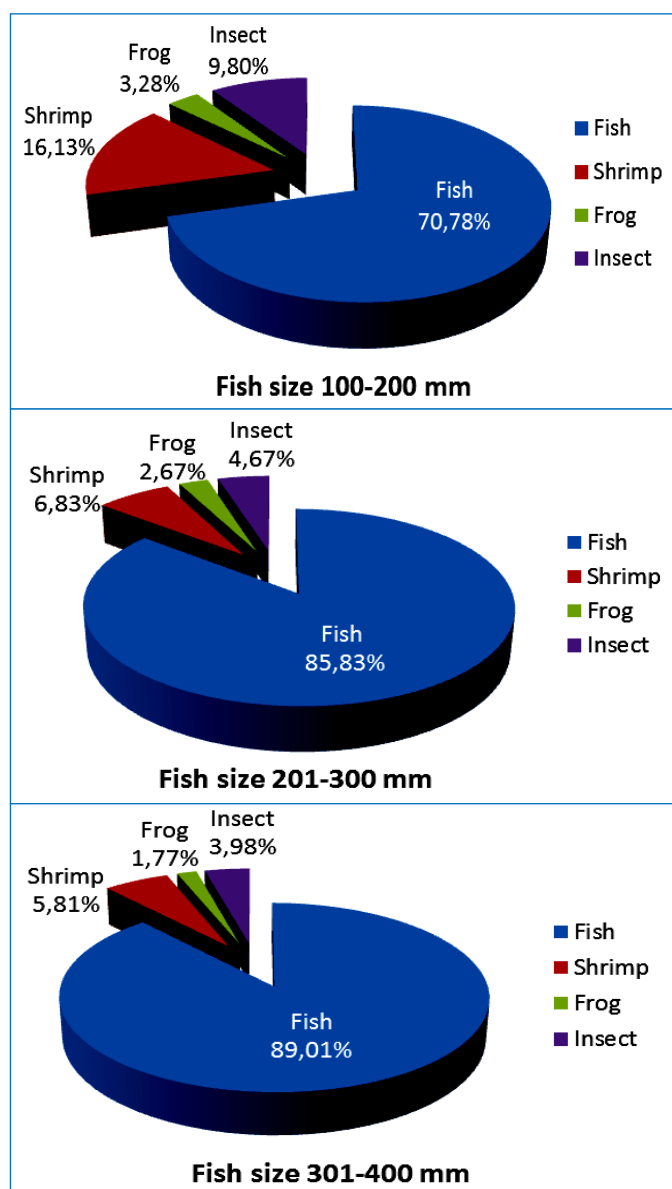 Insect
9,80%
Frog
3,28%
Shrimp
16,13%
Fish
70,78%
Fish
Shrimp
Frog
Insect
Fish size 100-200 mm
Insect
4,67%
Frog
2,67%
Shrimp
6,83%
Fish
85,83%
Fish
Shrimp
Frog
Insect
Fish size 201-300 mm
Insect
3,98%
Frog
1,77%
Shrimp
5,81%
Fish
89,01%
Fish
Shrimp
Frog
Insect
Fish size 301-400 mm